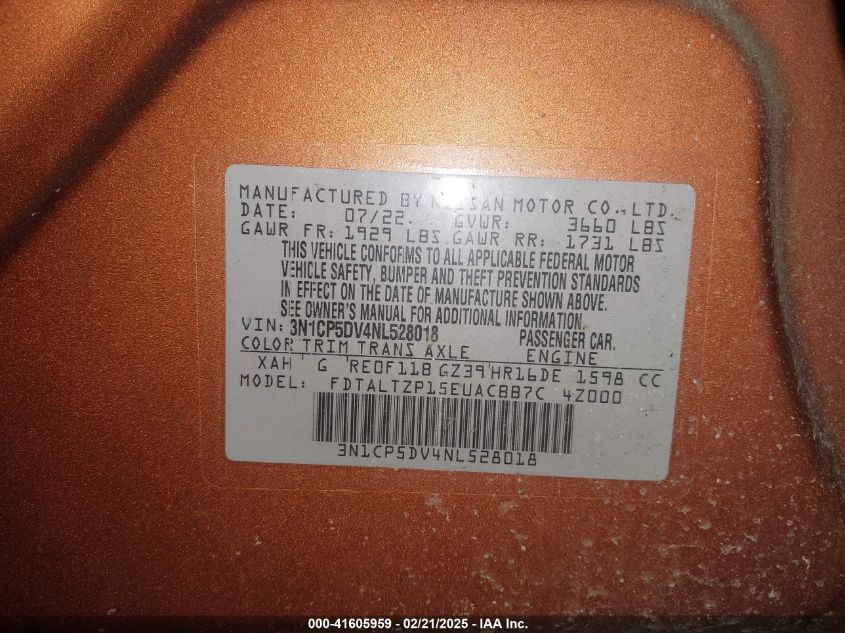 MANUFACTURED BY NISSAN MOTOR CO., LTD.
DATE: 07/22. GVWR: 3660 LBS
GAWR FR: 1929 LBS GAWR RR: 1731 LBS
THIS VEHICLE CONFORMS TO ALL APPLICABLE FEDERAL MOTOR
VEHICLE SAFETY, BUMPER AND THEFT PREVENTION STANDARDS
IN EFFECT ON THE DATE OF MANUFACTURE SHOWN ABOVE.
SEE OWNER'S MANUAL FOR ADDITIONAL INFORMATION.
VIN: 3N1CP5DV4NL528018 PASSENGER CAR.
COLOR TRIM TRANS AXLE ENGINE
XAH G RE0F11B GZ39 HR16DE 1598 CC
MODEL: FDTALTZP15EUACBB7C 4Z000
3N1CP5DV4NL528018
000-41605959 - 02/21/2025 - IAA Inc.